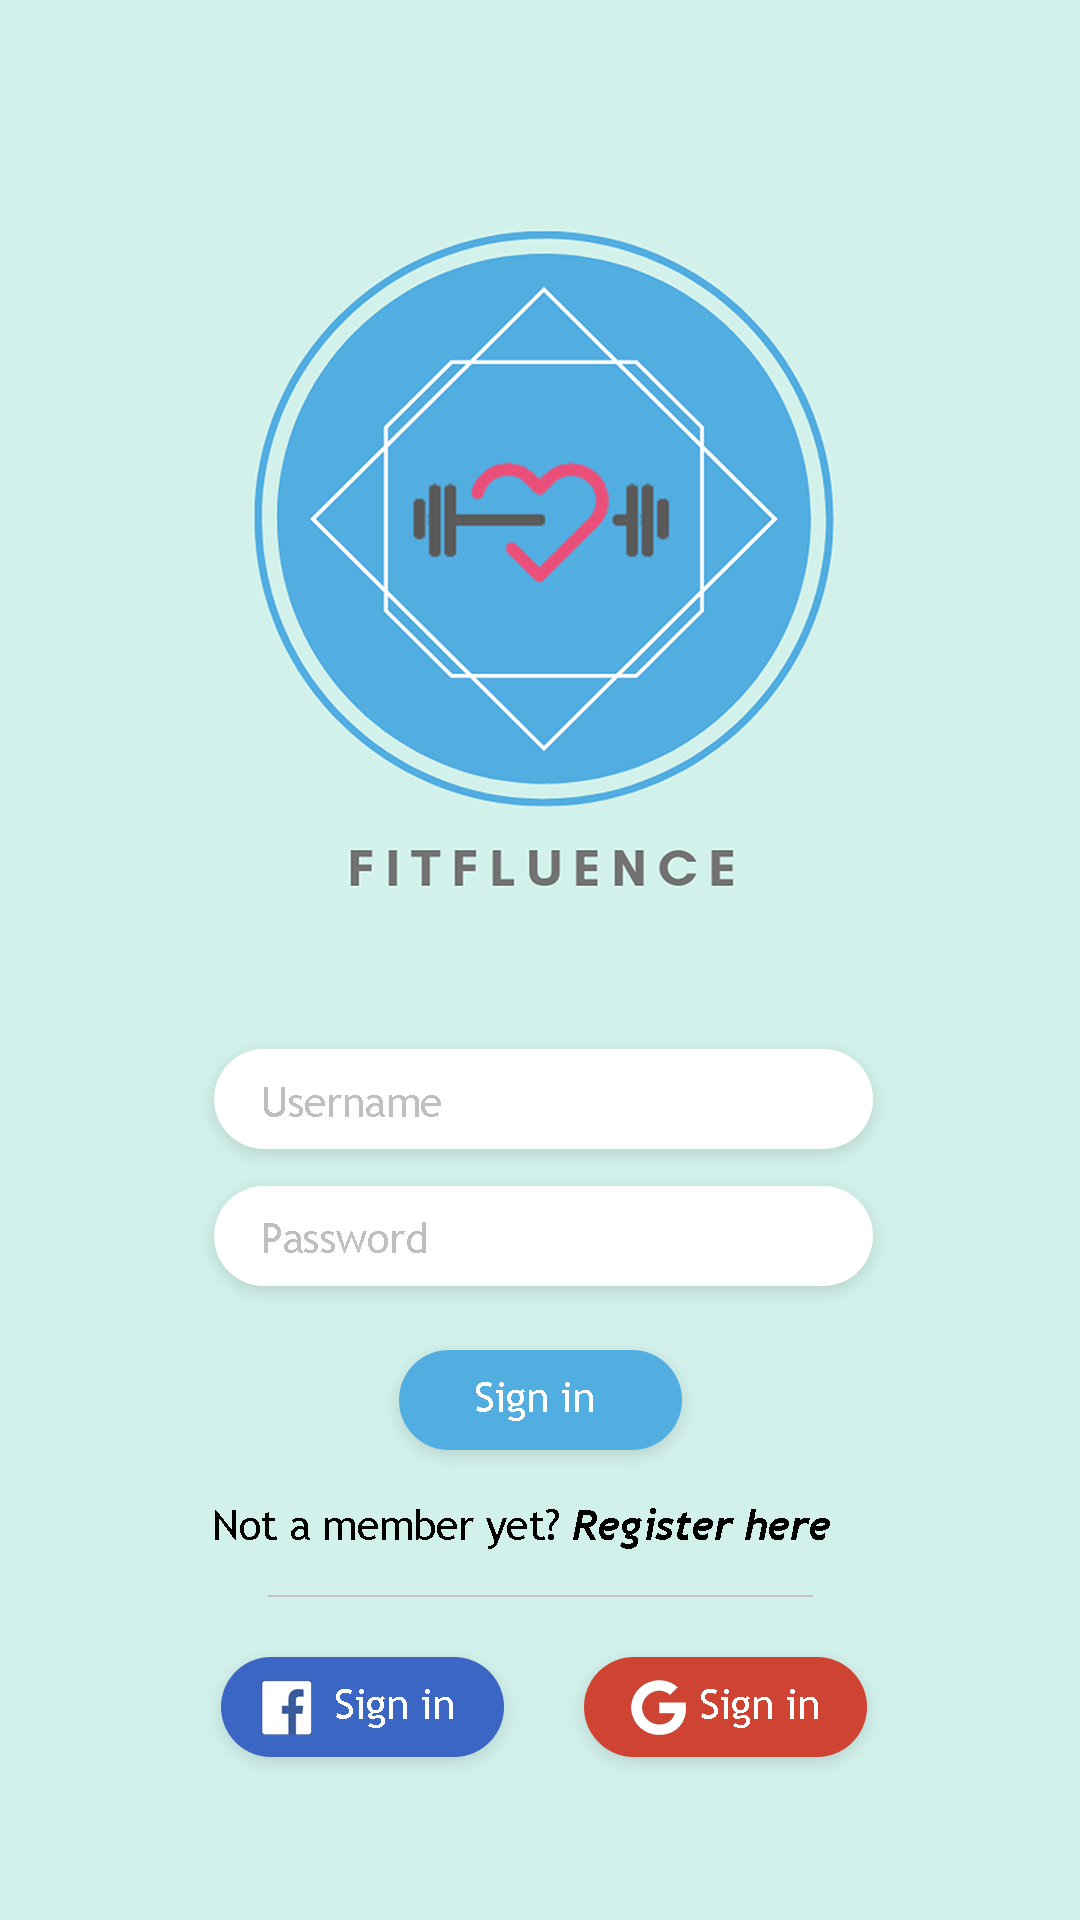 FITFLUENCE
Username
Password
Sign in
Not a member yet? Register here
Sign in
Sign in